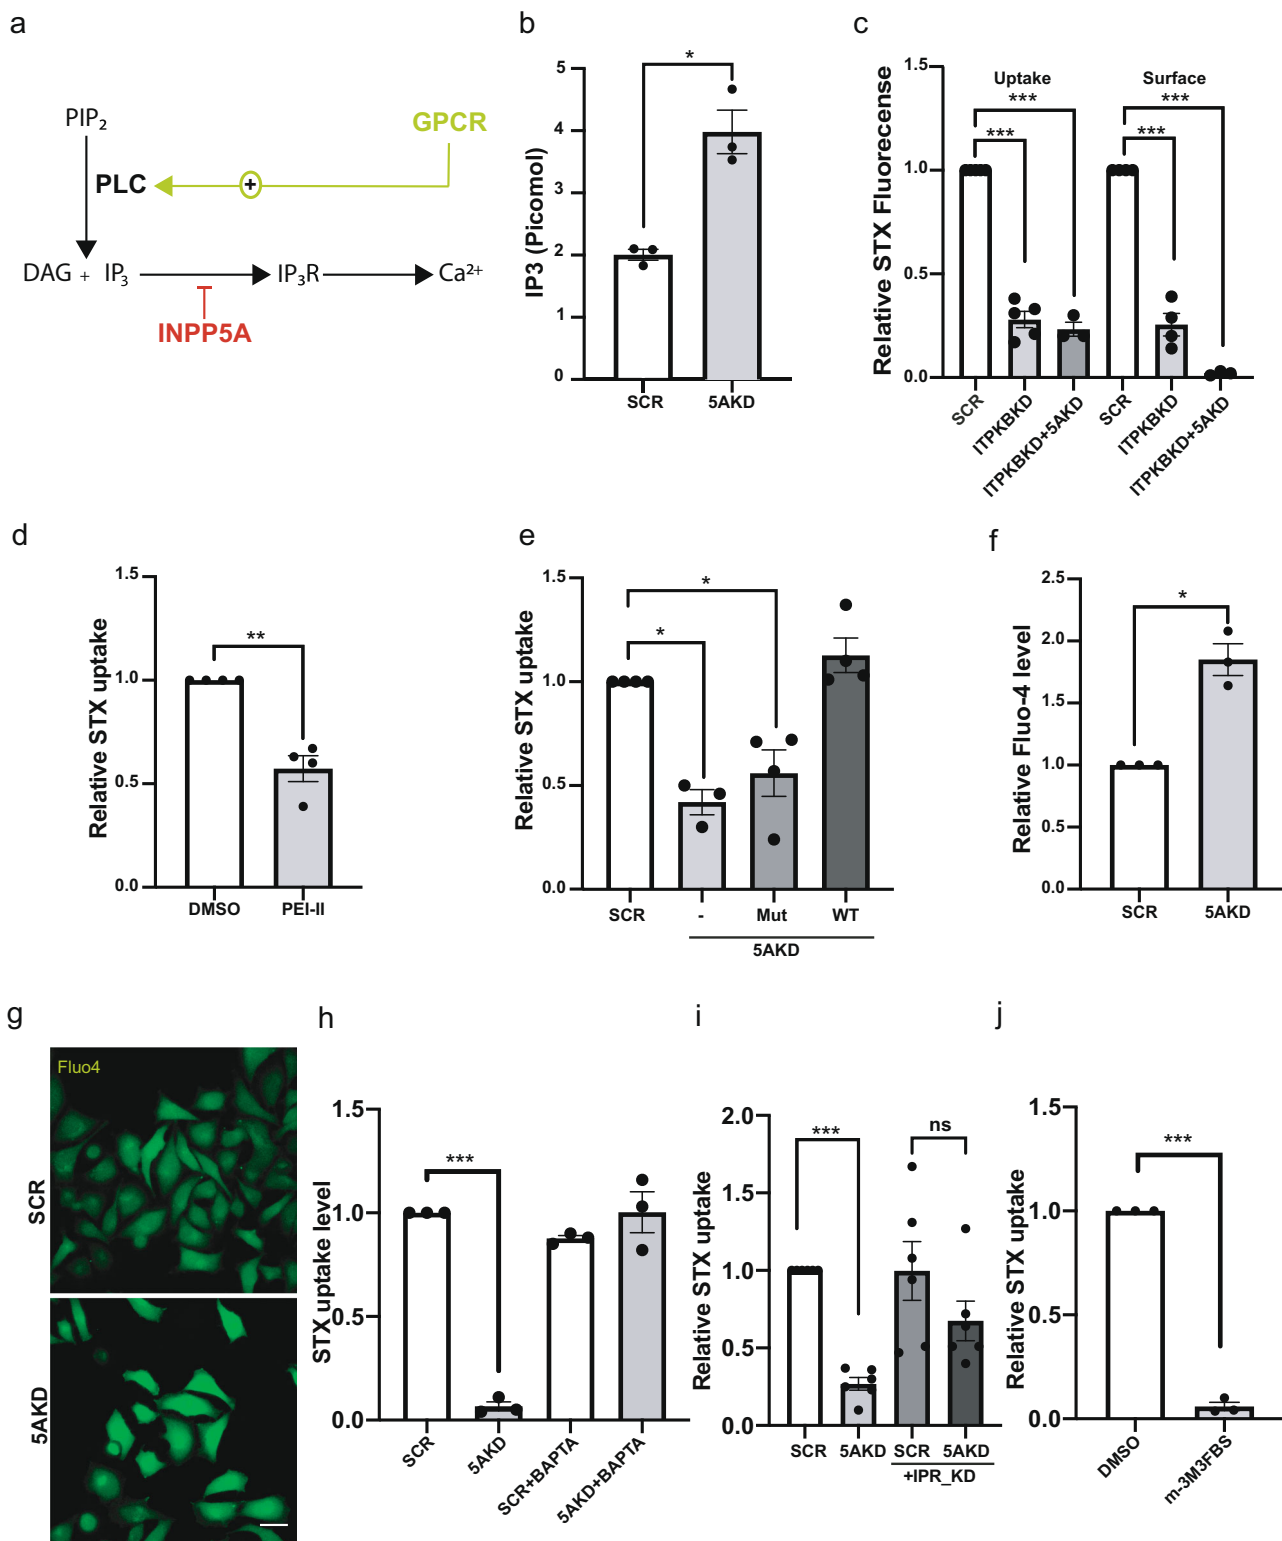 a
PIP2
GPCR
PLC
+
DAG + IP3
IP3R
Ca2+
INPP5A
b
IP3 (Picomol)
5
4
3
2
1
0
*
SCR
5AKD
c
Relative STX Fluorecense
1.5
1.0
0.5
0.0
Uptake
Surface
***
***
***
***
SCR
ITPKBKD
ITPKBKD+5AKD
SCR
ITPKBKD
ITPKBKD+5AKD
d
Relative STX uptake
1.5
1.0
0.5
0.0
**
DMSO
PEI-II
e
Relative STX uptake
1.5
1.0
0.5
0.0
*
*
SCR
-
Mut
WT
5AKD
f
Relative Fluo-4 level
2.5
2.0
1.5
1.0
0.5
0.0
*
SCR
5AKD
g
Fluo4
SCR
5AKD
h
STX uptake level
1.5
1.0
0.5
0.0
***
SCR
5AKD
SCR+BAPTA
5AKD+BAPTA
i
Relative STX uptake
2.0
1.5
1.0
0.5
0.0
***
ns
SCR
5AKD
SCR
5AKD
+IPR_KD
j
Relative STX uptake
1.5
1.0
0.5
0.0
***
DMSO
m-3M3FBS